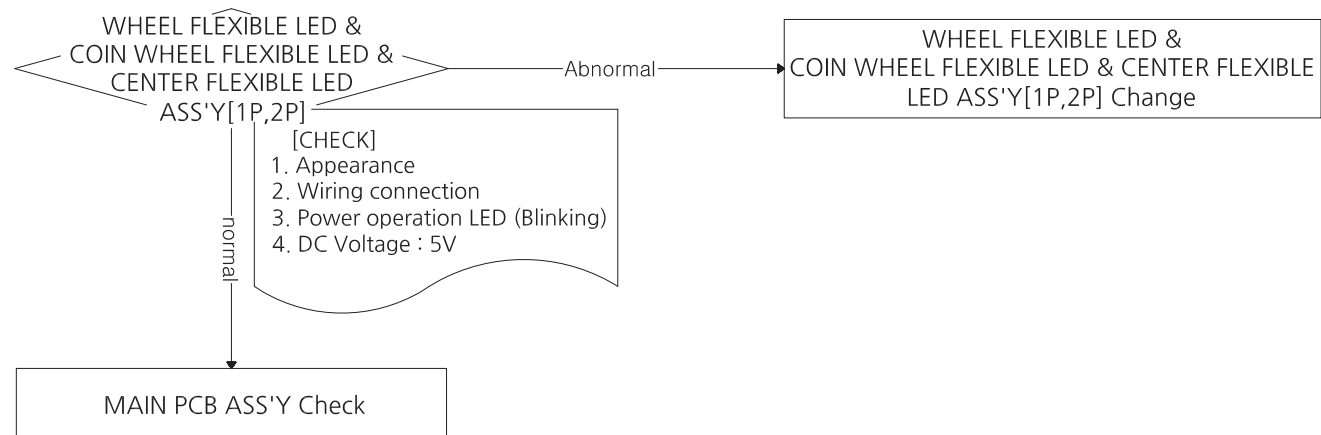 WHEEL FLEXIBLE LED &
COIN WHEEL FLEXIBLE LED &
CENTER FLEXIBLE LED
ASS'Y[1P,2P]
Abnormal
WHEEL FLEXIBLE LED &
COIN WHEEL FLEXIBLE LED & CENTER FLEXIBLE
LED ASS'Y[1P,2P] Change
[CHECK]
1. Appearance
2. Wiring connection
3. Power operation LED (Blinking)
4. DC Voltage : 5V
normal
MAIN PCB ASS'Y Check